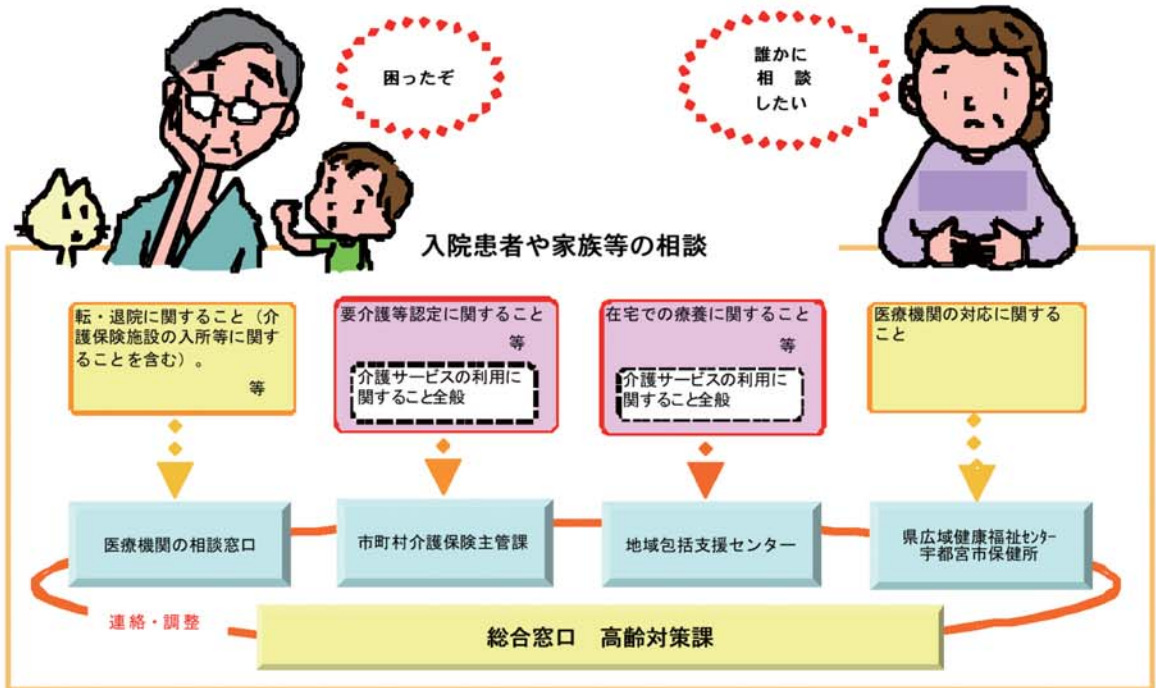 困ったぞ
誰かに
相 談
したい
入院患者や家族等の相談
転・退院に関すること（介
護保険施設の入所等に関す
ることを含む）。
等
要介護等認定に関すること
等
介護サービスの利用に
関すること全般
在宅での療養に関すること
等
介護サービスの利用に
関すること全般
医療機関の対応に関する
こと
医療機関の相談窓口
市町村介護保険主管課
地域包括支援センター
県広域健康福祉ｾﾝﾀｰ
宇都宮市保健所
連絡・調整
総合窓口 高齢対策課